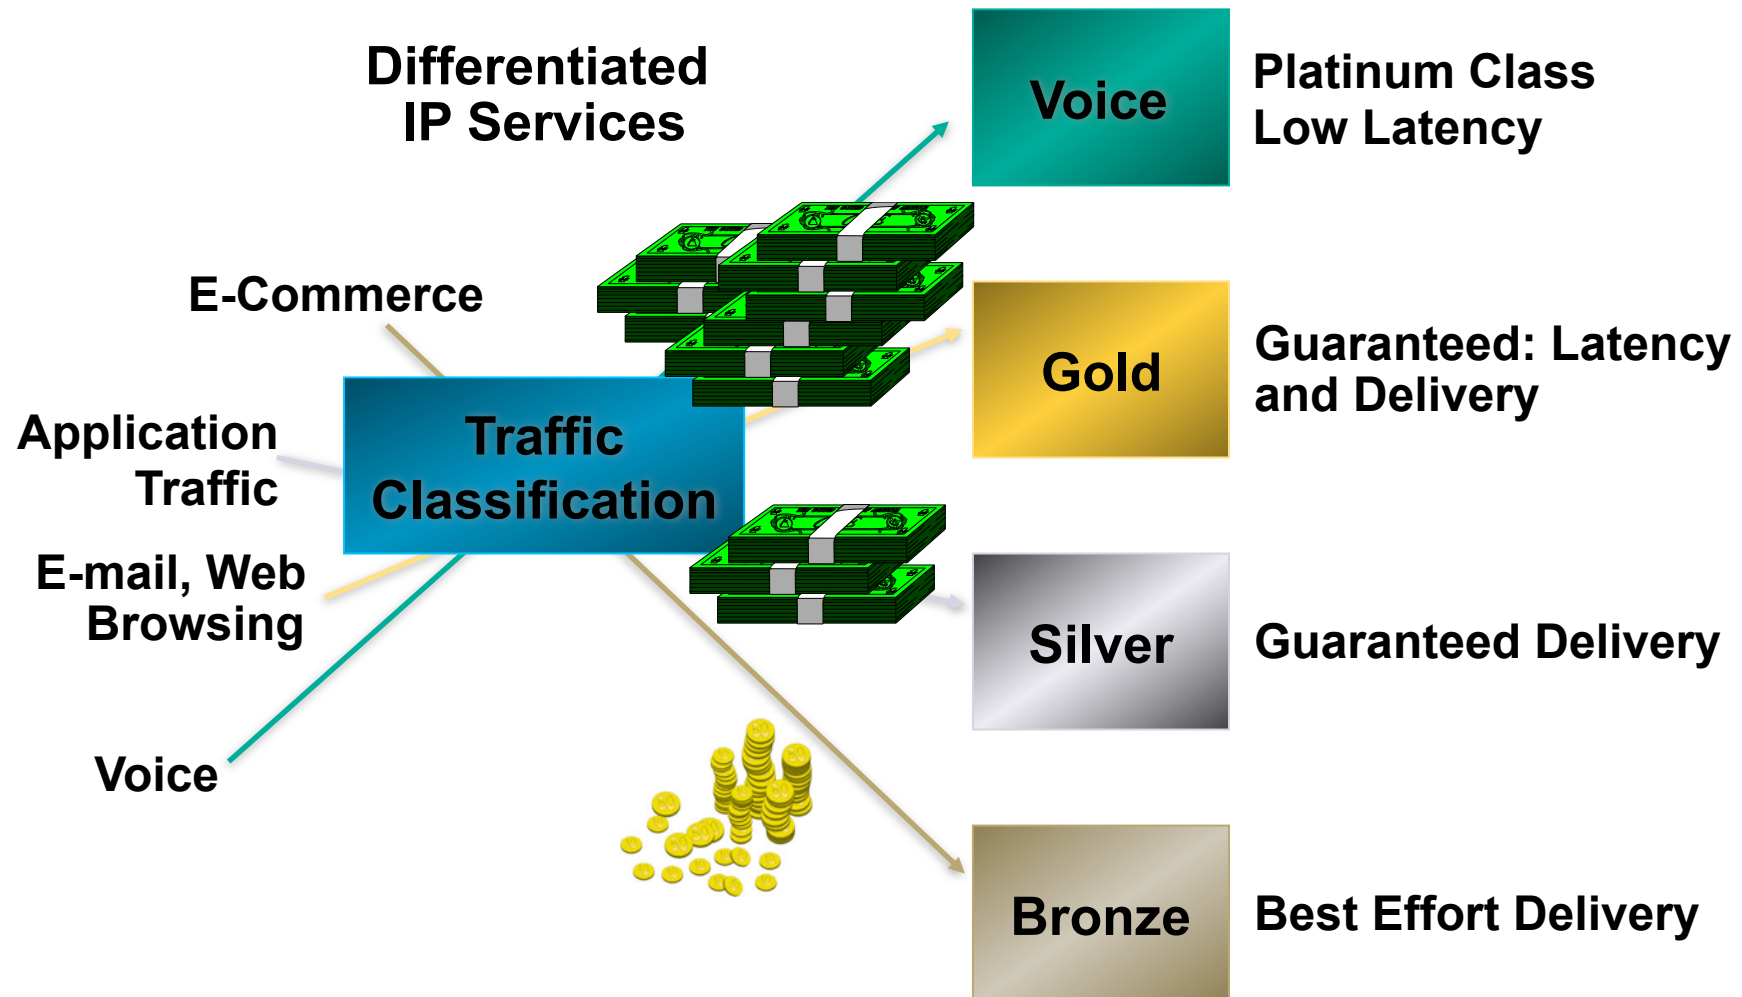 Differentiated
IP Services
E-Commerce
Application
Traffic
E-mail, Web
Browsing
Voice
Traffic
Classification
Voice
Platinum Class
Low Latency
Gold
Guaranteed: Latency
and Delivery
Silver
Guaranteed Delivery
Bronze
Best Effort Delivery